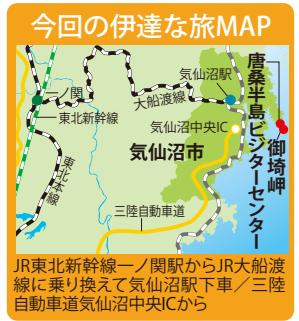 今回の伊達な旅MAP
一ノ関
東北新幹線
東北本線
大船渡線
気仙沼駅
気仙沼中央IC
気仙沼市
三陸自動車道
唐桑半島ビジターセンター
御埼岬
JR東北新幹線一ノ関駅からJR大船渡
線に乗り換えて気仙沼駅下車／三陸
自動車道気仙沼中央ICから